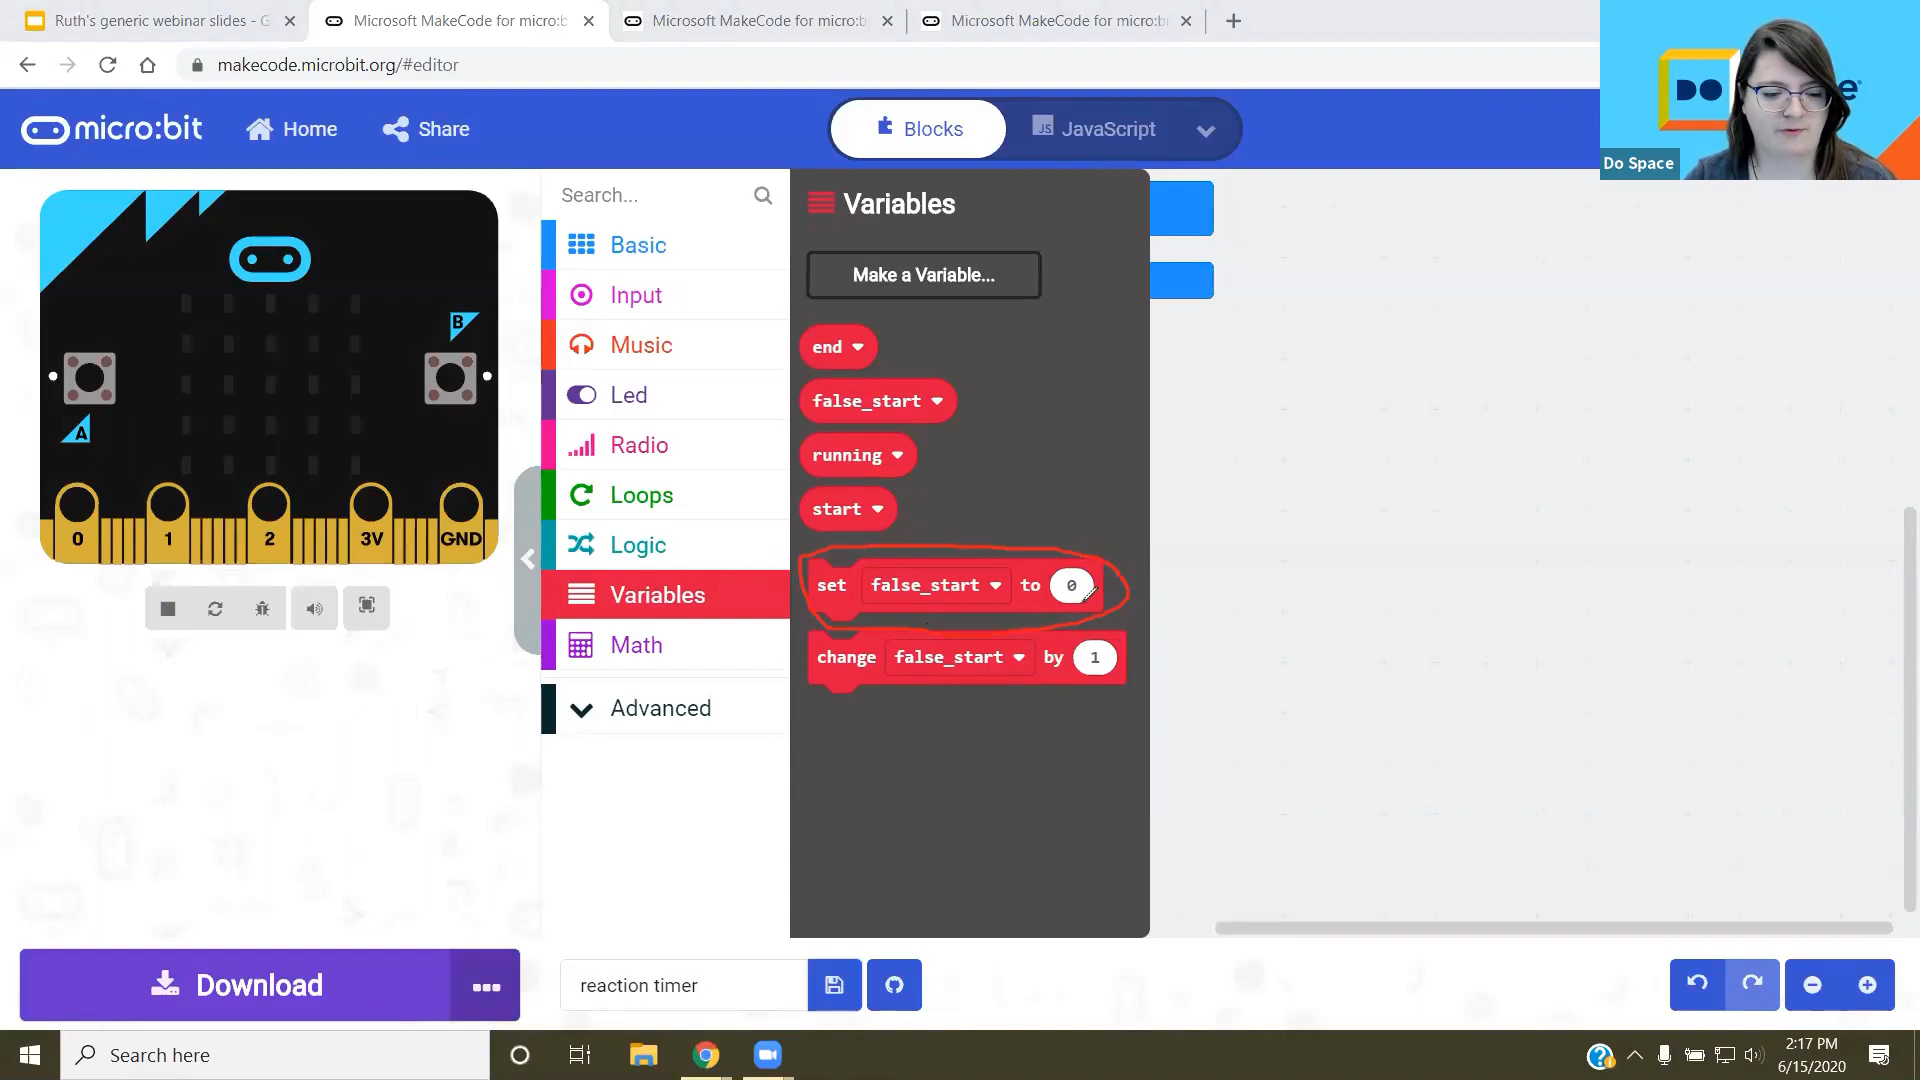 Ruth's generic webinar slides - G
Microsoft MakeCode for micro:b
Microsoft MakeCode for micro:b
Microsoft MakeCode for micro:b
makecode.microbit.org/#editor
micro:bit
Home
Share
Blocks
JS
JavaScript
DO
e
Do Space
B
A
0
1
2
3V
GND
Search...
Basic
Input
Music
Led
Radio
Loops
Logic
Variables
Math
Advanced
Variables
Make a Variable...
end
false_start
running
start
set false_start to 0
change false_start by 1
Download
reaction timer
Search here
2:17 PM
6/15/2020